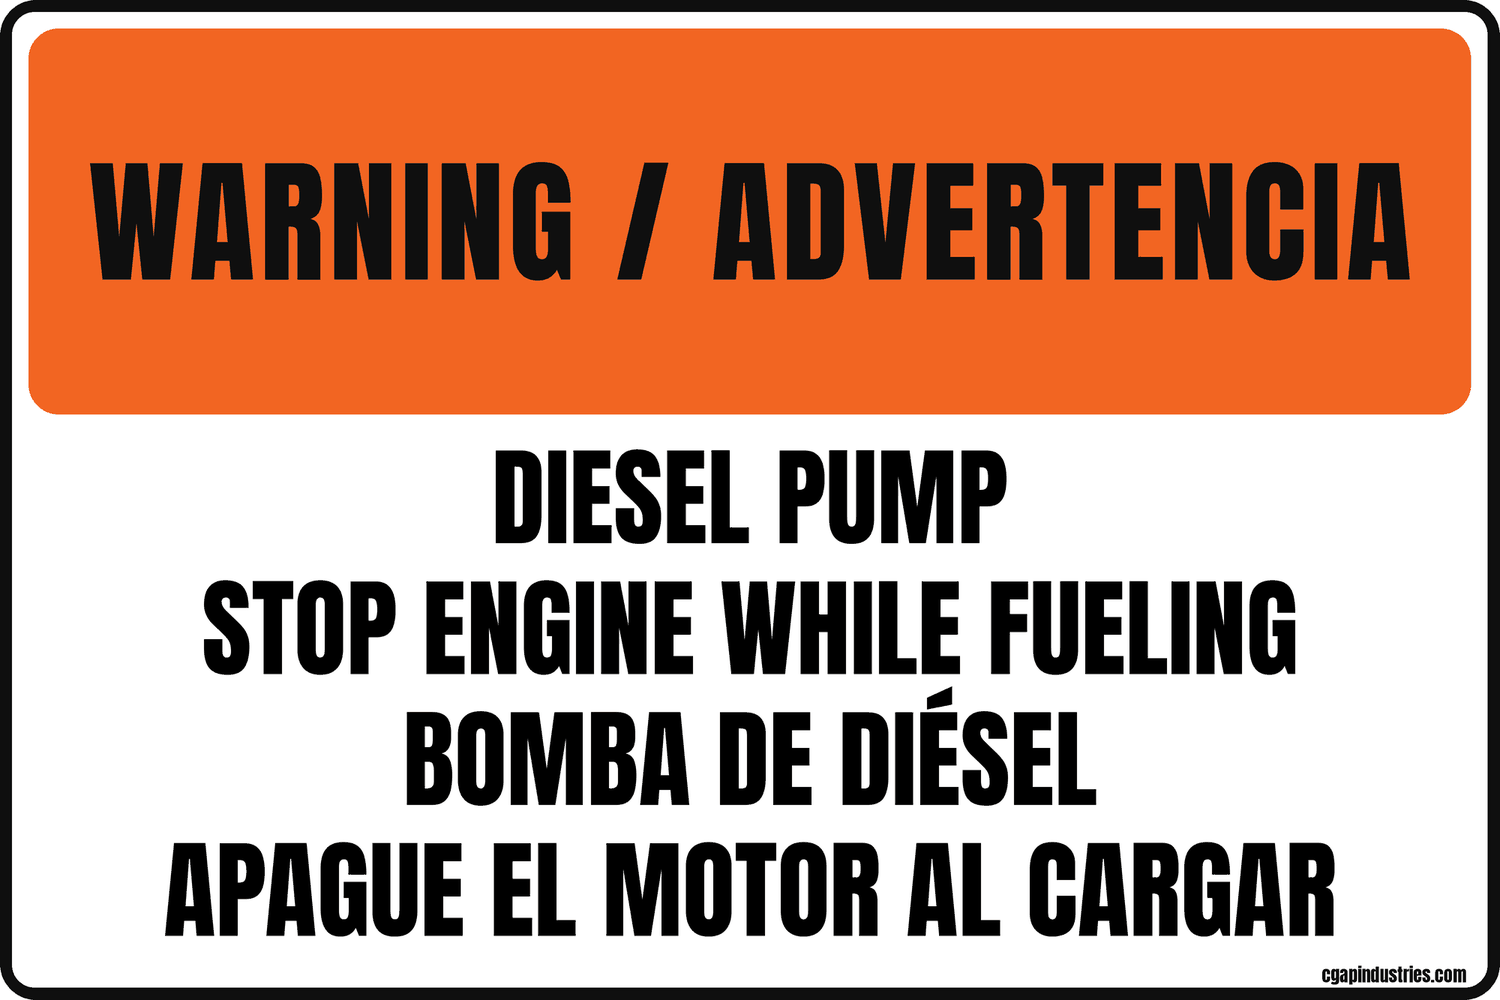 WARNING / ADVERTENCIA
DIESEL PUMP
STOP ENGINE WHILE FUELING
BOMBA DE DIÉSEL
APAGUE EL MOTOR AL CARGAR
cgapindustries.com